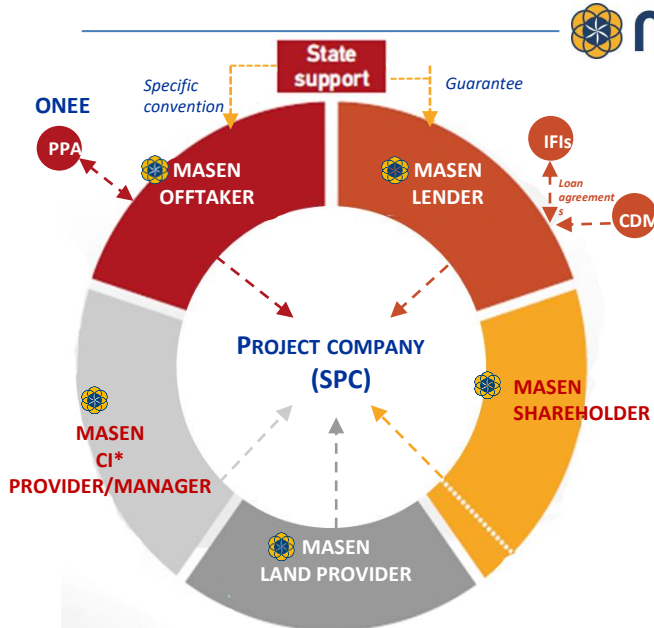 State
support
Specific
convention
Guarantee
ONEE
PPA
MASEN
OFFTAKER
MASEN
LENDER
IFIs
Loan
agreement
s
CDM
PROJECT COMPANY
(SPC)
MASEN
SHAREHOLDER
MASEN
CI*
PROVIDER/MANAGER
MASEN
LAND PROVIDER